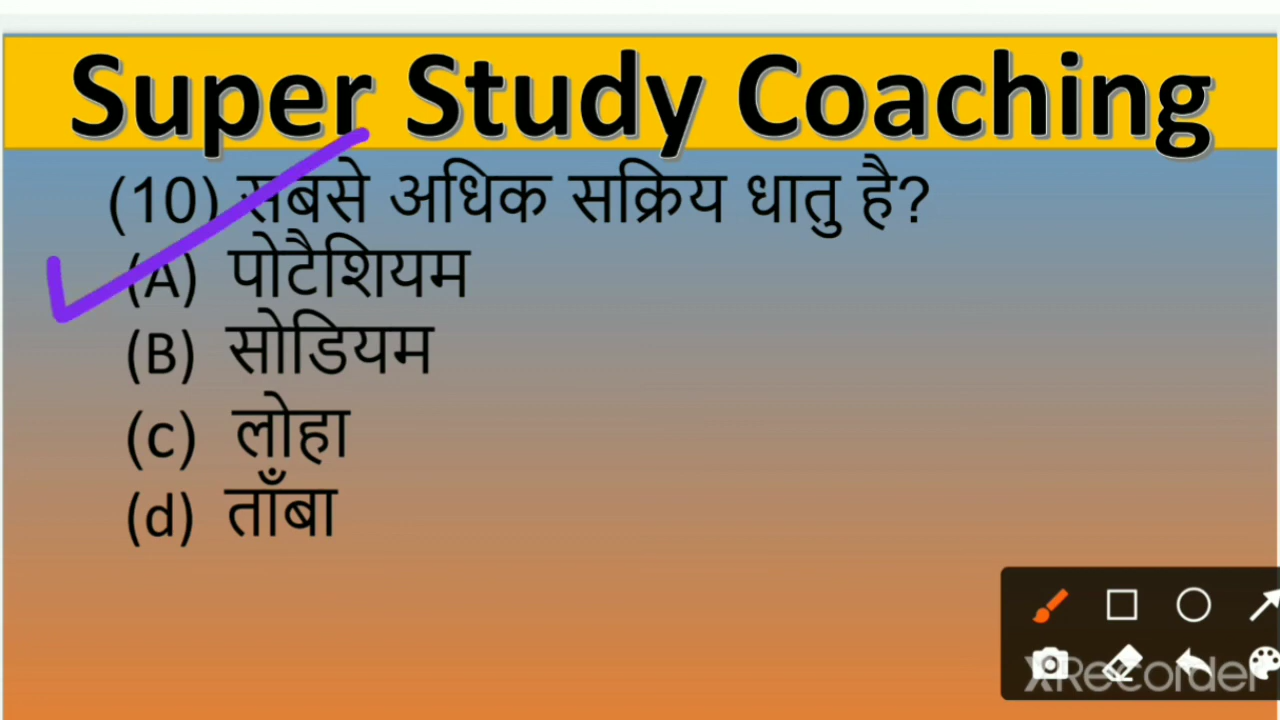 Super Study Coaching
(10) सबसे अधिक सक्रिय धातु है?
(A) पोटैशियम
(B) सोडियम
(c) लोहा
(d) ताँबा
XRecorder